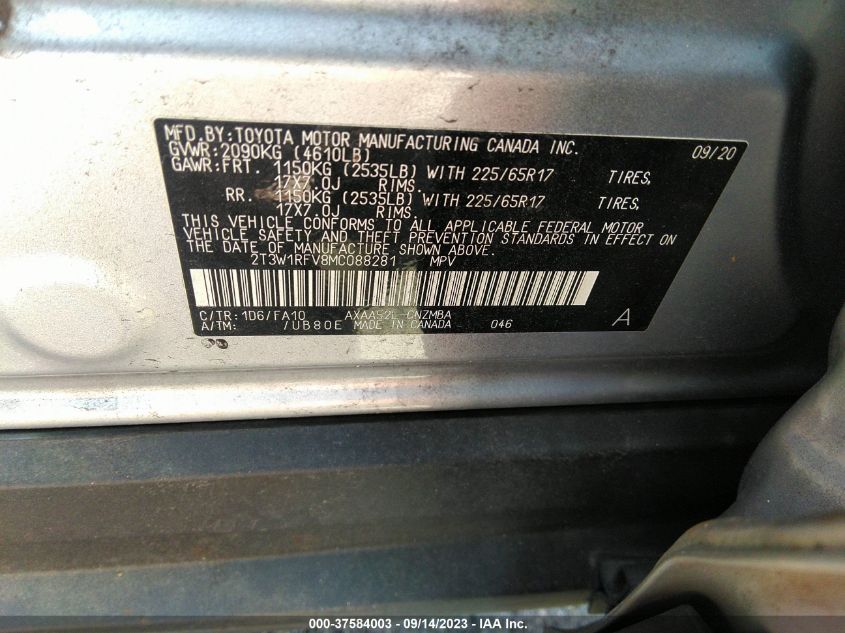 MFD.BY:TOYOTA MOTOR MANUFACTURING CANADA INC. 09/20
GVWR:2090KG (4610LB)
GAWR:FRT. 1150KG (2535LB) WITH 225/65R17 TIRES,
17X7.0J RIMS.
RR. 1150KG (2535LB) WITH 225/65R17 TIRES,
17X7.0J RIMS.
THIS VEHICLE CONFORMS TO ALL APPLICABLE FEDERAL MOTOR
VEHICLE SAFETY AND THEFT PREVENTION STANDARDS IN EFFECT ON
THE DATE OF MANUFACTURE SHOWN ABOVE.
2T3W1RFV8MC088281 MPV
C/TR:1D6/FA10 AXAA52L-CNZMBA
A/TM: /UB80E MADE IN CANADA 046 A
000-37584003 - 09/14/2023 - IAA Inc.